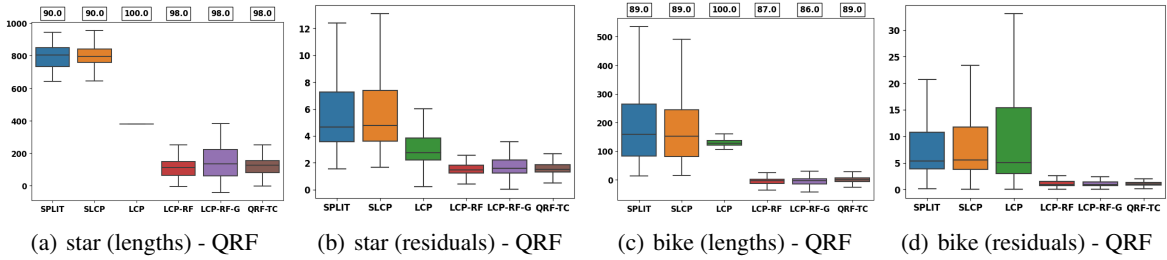 90.0 90.0 100.0 98.0 98.0 98.0
1000
800
600
400
200
0
SPLIT SLCP LCP LCP-RF LCP-RF-G QRF-TC
(a) star (lengths) - QRF
12
10
8
6
4
2
0
SPLIT SLCP LCP LCP-RF LCP-RF-G QRF-TC
(b) star (residuals) - QRF
89.0 89.0 100.0 87.0 86.0 89.0
500
400
300
200
100
0
SPLIT SLCP LCP LCP-RF LCP-RF-G QRF-TC
(c) bike (lengths) - QRF
30
25
20
15
10
5
0
SPLIT SLCP LCP LCP-RF LCP-RF-G QRF-TC
(d) bike (residuals) - QRF